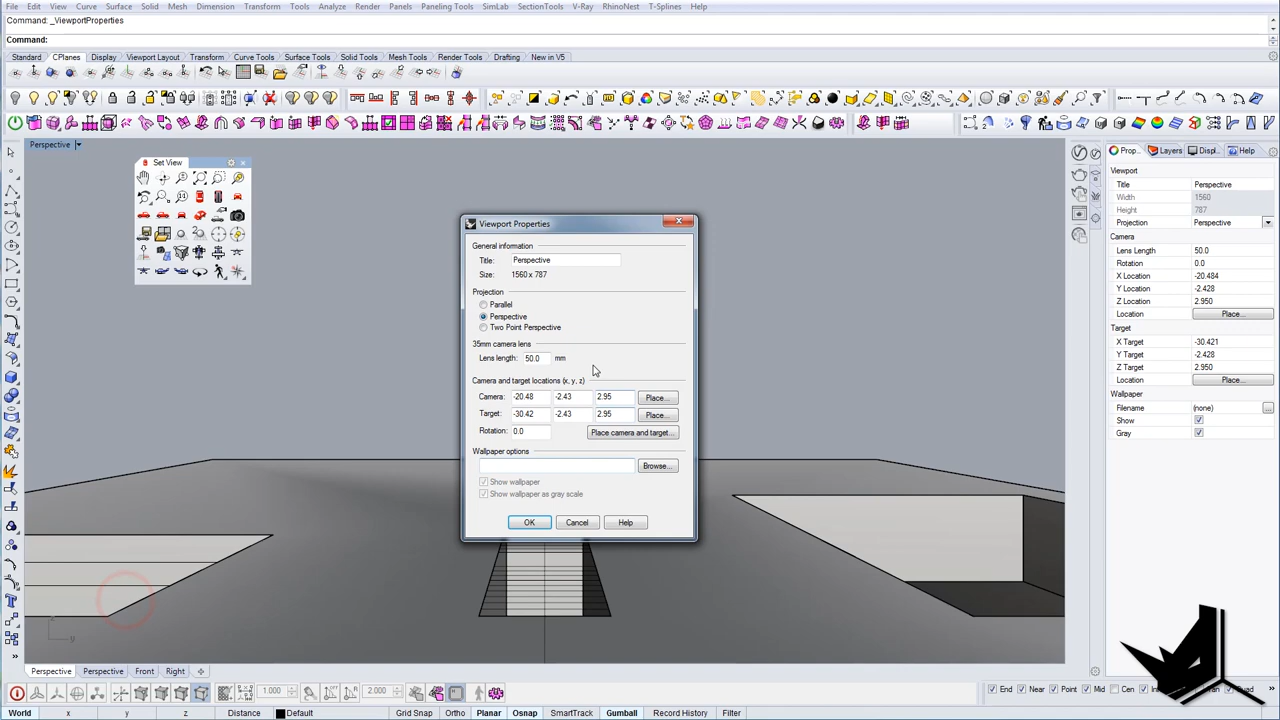 File Edit View Curve Surface Solid Mesh Dimension Transform Tools Analyze Render Panels Paneling Tools SimLab SectionTools V-Ray RhinoNest T-Splines Help
Command: _ViewportProperties
Command:
Standard CPlanes Display Viewport Layout Transform Curve Tools Surface Tools Solid Tools Mesh Tools Render Tools Drafting New in V5
Perspective
Set View
Viewport Properties
General information
Title: Perspective
Size: 1560 x 787
Projection
Parallel
Perspective
Two Point Perspective
35mm camera lens
Lens length: 50.0 mm
Camera and target locations (x, y, z)
Camera: -20.48 -2.43 2.95 Place...
Target: -30.42 -2.43 2.95 Place...
Rotation: 0.0 Place camera and target...
Wallpaper options
Browse...
Show wallpaper
Show wallpaper as gray scale
OK Cancel Help
Prop... Layers Displ... Help
Viewport
Title Perspective
Width 1560
Height 787
Projection Perspective
Camera
Lens Length 50.0
Rotation 0.0
X Location -20.484
Y Location -2.428
Z Location 2.950
Location Place...
Target
X Target -30.421
Y Target -2.428
Z Target 2.950
Location Place...
Wallpaper
Filename (none) ...
Show
Gray
y
Perspective Perspective Front Right
1.000 2.000
End Near Point Mid Cen
World x y z Distance Default Grid Snap Ortho Planar Osnap SmartTrack Gumball Record History Filter